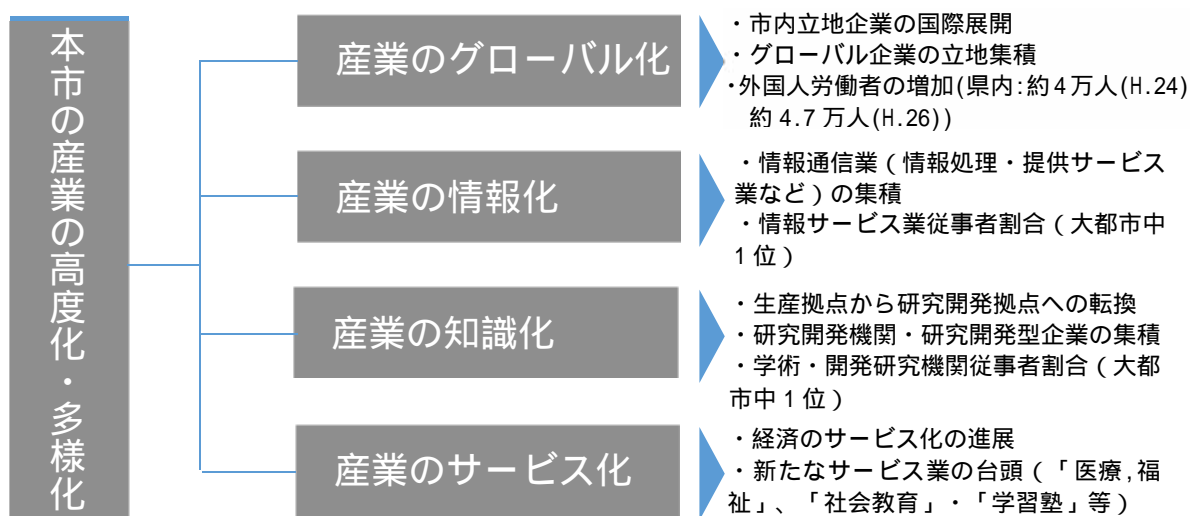 本市の産業の高度化・多様化
産業のグローバル化
・市内立地企業の国際展開
・グローバル企業の立地集積
・外国人労働者の増加(県内:約4万人(H.24)
約 4.7 万人(H.26))
産業の情報化
・情報通信業（情報処理・提供サービス
業など）の集積
・情報サービス業従事者割合（大都市中
1 位）
産業の知識化
・生産拠点から研究開発拠点への転換
・研究開発機関・研究開発型企業の集積
・学術・開発研究機関従事者割合（大都
市中 1 位）
産業のサービス化
・経済のサービス化の進展
・新たなサービス業の台頭（「医療,福
祉」、「社会教育」・「学習塾」等）